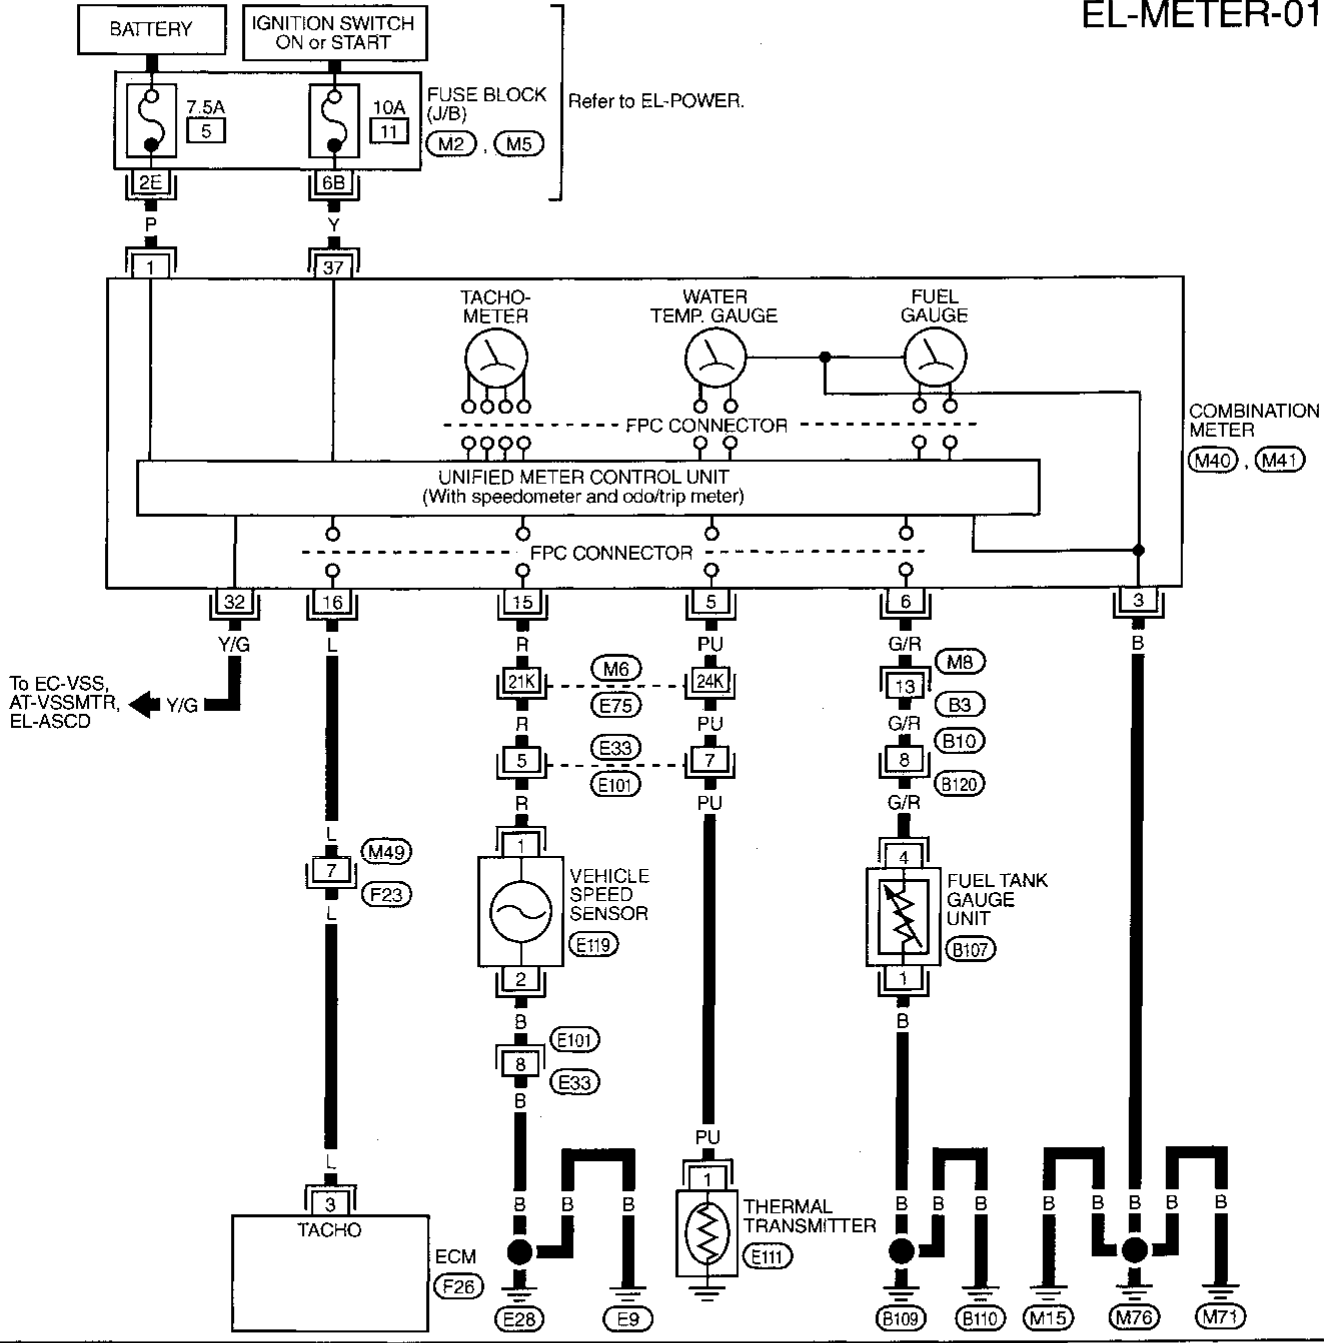 EL-METER-01
BATTERY
IGNITION SWITCH
ON or START
7.5A
5
10A
11
FUSE BLOCK
(J/B)
M2 , M5
Refer to EL-POWER.
2E
6B
P
Y
1
37
TACHO-
METER
WATER
TEMP. GAUGE
FUEL
GAUGE
FPC CONNECTOR
COMBINATION
METER
M40 , M41
UNIFIED METER CONTROL UNIT
(With speedometer and odo/trip meter)
FPC CONNECTOR
32
16
15
5
6
3
Y/G
L
R
PU
G/R
B
To EC-VSS,
AT-VSSMTR,
EL-ASCD
Y/G
21K
M6
E75
24K
13
M8
B3
R
PU
G/R
5
E33
E101
7
8
B10
B120
R
PU
G/R
L
7
M49
F23
L
1
VEHICLE
SPEED
SENSOR
E119
2
4
FUEL TANK
GAUGE
UNIT
B107
1
B
B
8
E101
E33
B
PU
L
3
TACHO
ECM
F26
B
B
B
E28
E9
1
THERMAL
TRANSMITTER
E111
B
B
B
B109
B110
B
B
B
B
B
M15
M76
M71